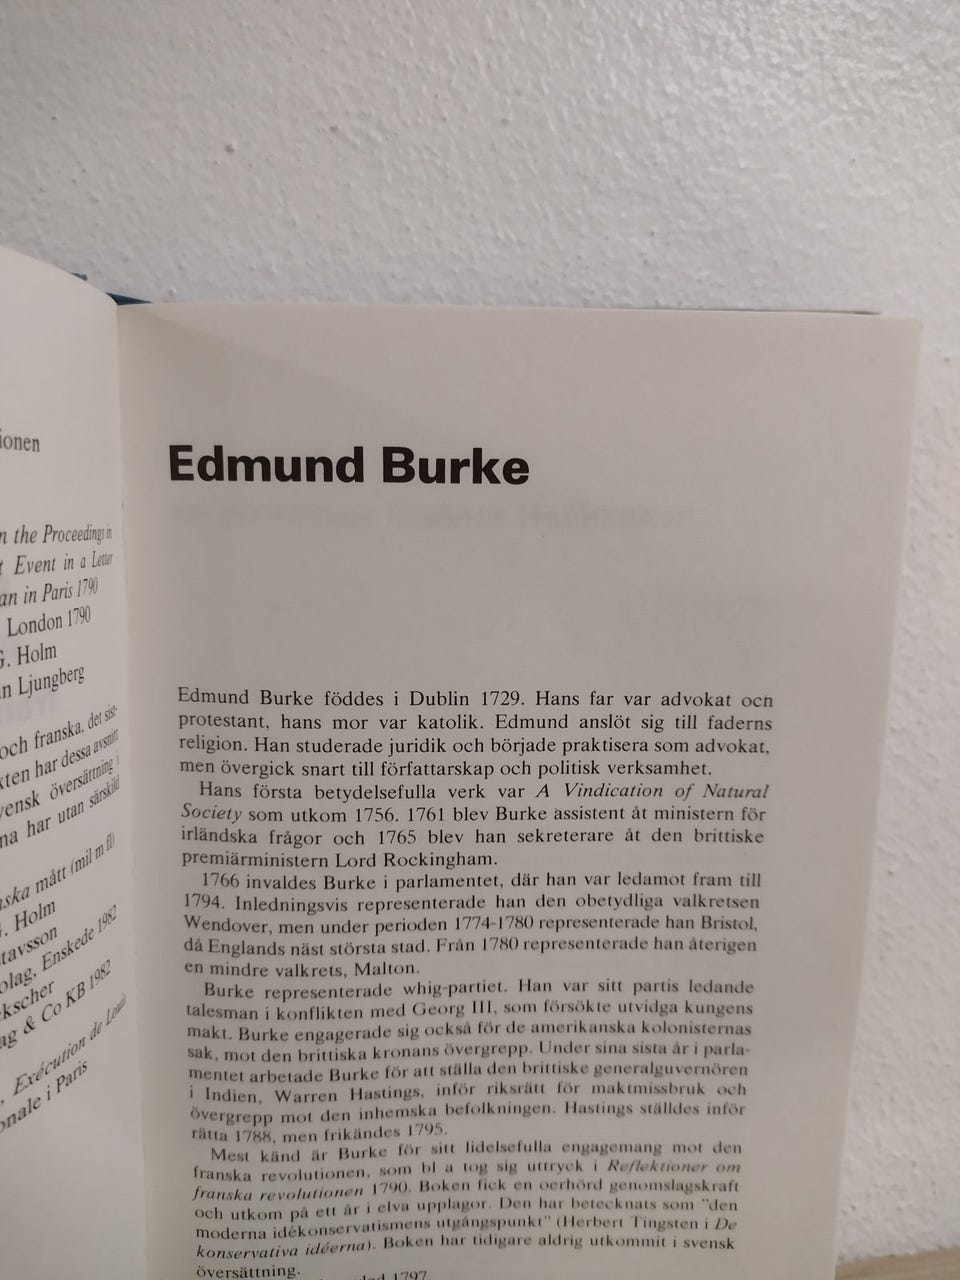 ionen
n the Proceedings in
t Event in a Letter
an in Paris 1790
London 1790
G. Holm
n Ljungberg
och franska, det sist-
kten har dessa avsnitt
vensk översättning i
na har utan särskild
nska mått (mil m fl)
. Holm
tavsson
olag, Enskede 1982
kscher
ag & Co KB 1982
, Exécution de Louis
onale i Paris
Edmund Burke
Edmund Burke föddes i Dublin 1729. Hans far var advokat och
protestant, hans mor var katolik. Edmund anslöt sig till faderns
religion. Han studerade juridik och började praktisera som advokat,
men övergick snart till författarskap och politisk verksamhet.
Hans första betydelsefulla verk var A Vindication of Natural
Society som utkom 1756. 1761 blev Burke assistent åt ministern för
irländska frågor och 1765 blev han sekreterare åt den brittiske
premiärministern Lord Rockingham.
1766 invaldes Burke i parlamentet, där han var ledamot fram till
1794. Inledningsvis representerade han den obetydliga valkretsen
Wendover, men under perioden 1774-1780 representerade han Bristol,
då Englands näst största stad. Från 1780 representerade han återigen
en mindre valkrets, Malton.
Burke representerade whig-partiet. Han var sitt partis ledande
talesman i konflikten med Georg III, som försökte utvidga kungens
makt. Burke engagerade sig också för de amerikanska kolonisternas
sak, mot den brittiska kronans övergrepp. Under sina sista år i parla-
mentet arbetade Burke för att ställa den brittiske generalguvernören
i Indien, Warren Hastings, inför riksrätt för maktmissbruk och
övergrepp mot den inhemska befolkningen. Hastings ställdes inför
rätta 1788, men frikändes 1795.
Mest känd är Burke för sitt lidelsefulla engagemang mot den
franska revolutionen, som bl a tog sig uttryck i Reflektioner om
franska revolutionen 1790. Boken fick en oerhörd genomslagskraft
och utkom på ett år i elva upplagor. Den har betecknats som "den
moderna idékonservatismens utgångspunkt" (Herbert Tingsten i De
konservativa idéerna). Boken har tidigare aldrig utkommit i svensk
översättning.
1797.